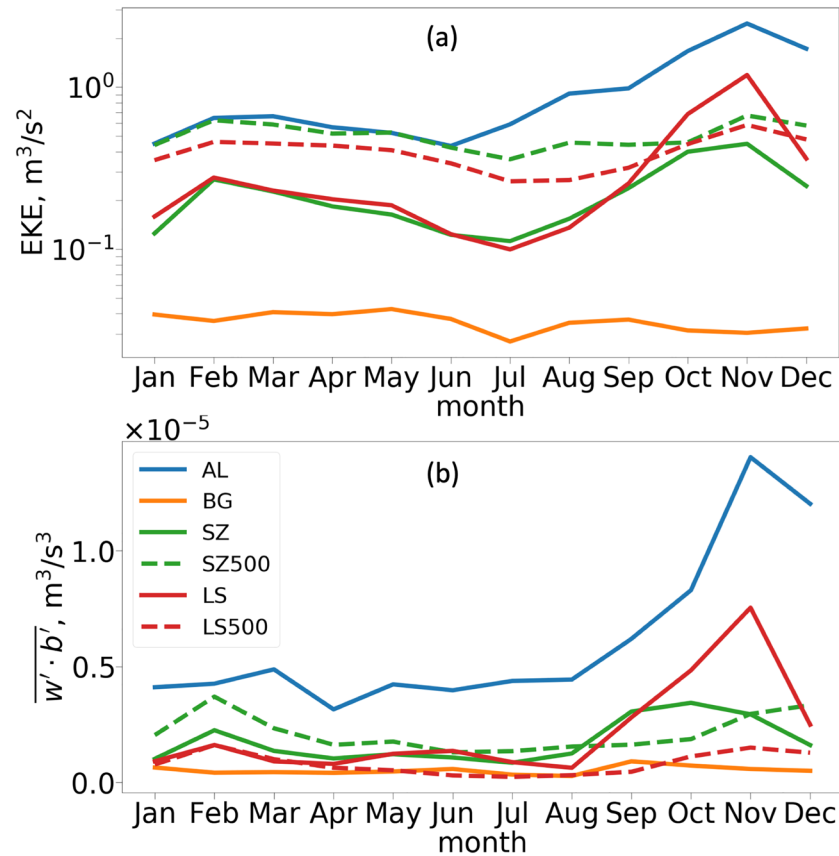 (a)
EKE, m³/s²
10⁰
10⁻¹
Jan Feb Mar Apr May Jun Jul Aug Sep Oct Nov Dec
month
×10⁻⁵
(b)
AL
BG
SZ
SZ500
LS
LS500
w′ · b′, m³/s³
1.0
0.5
0.0
Jan Feb Mar Apr May Jun Jul Aug Sep Oct Nov Dec
month